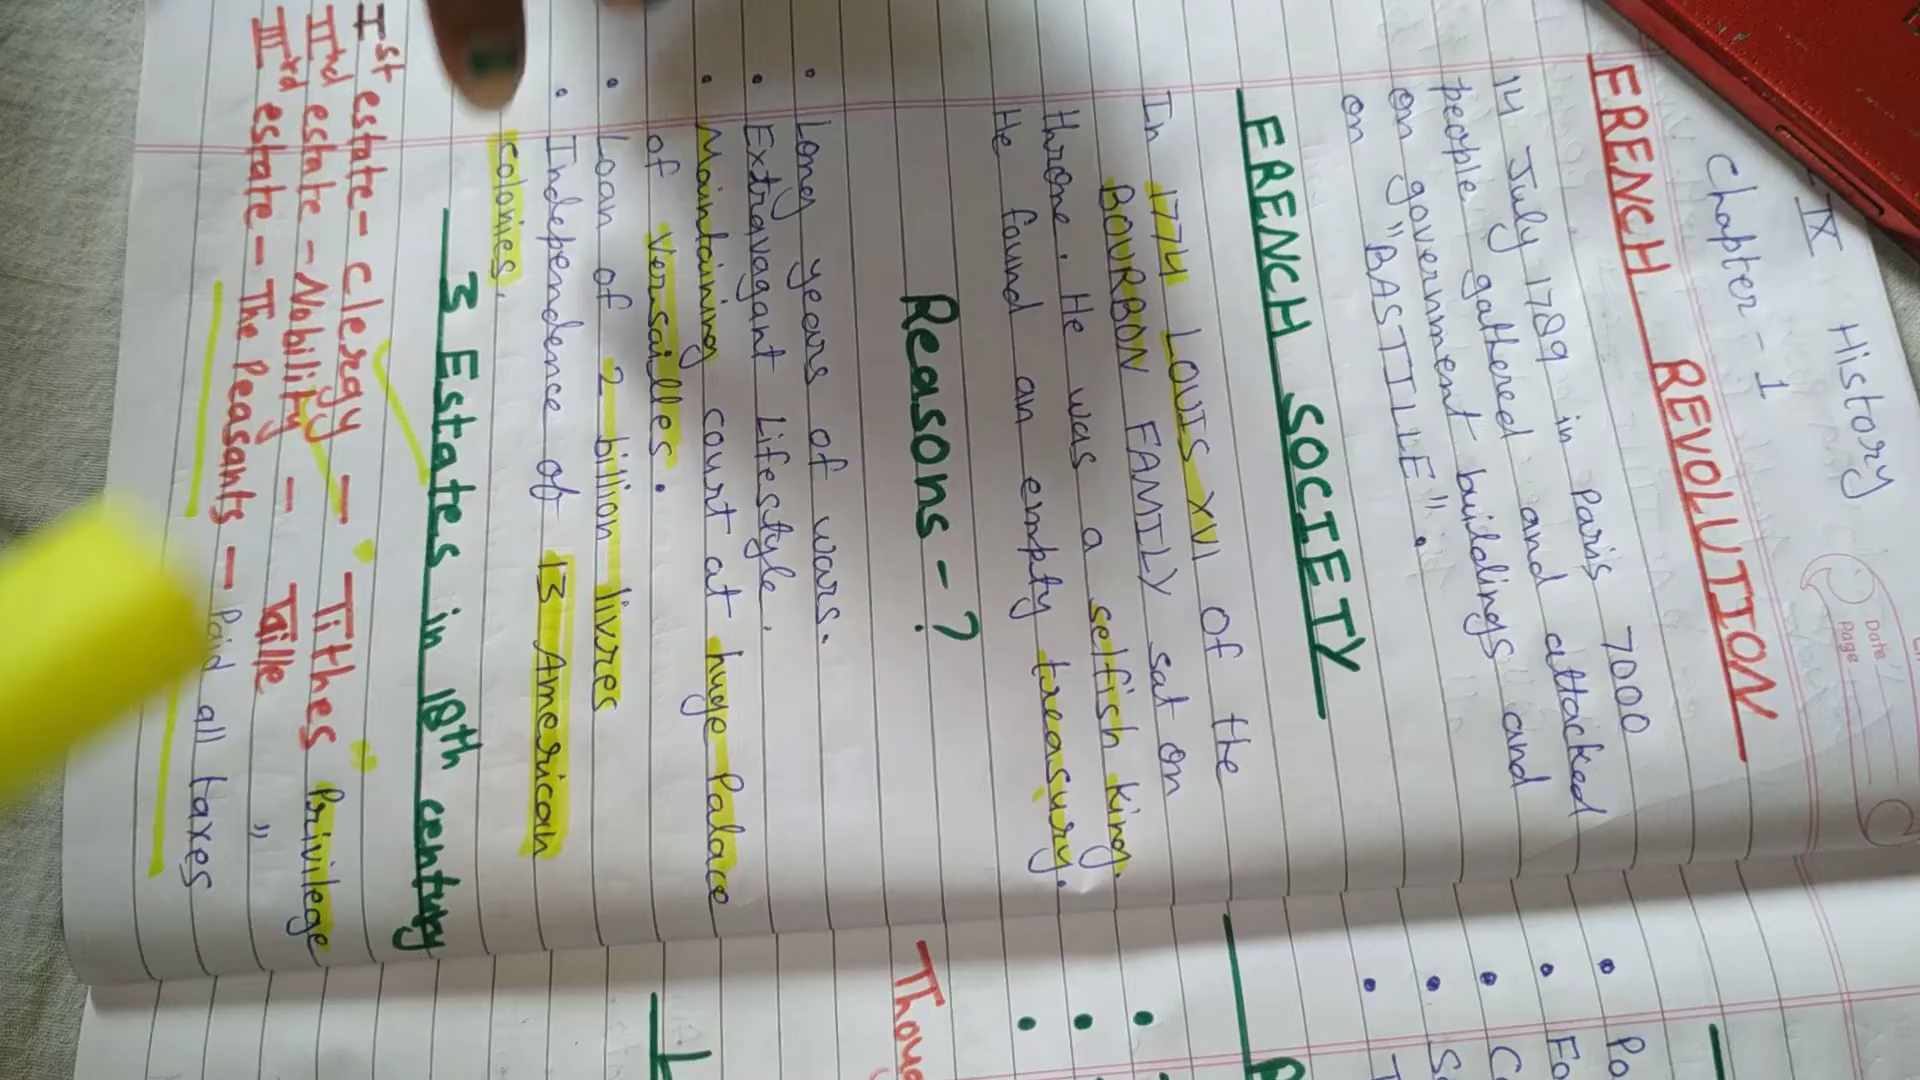 IX History
Chapter - 1
Date
Page
FRENCH REVOLUTION
14 July 1789 in Paris 7000
people gathered and attacked
on government buildings and
on "BASTILLE".
FRENCH SOCIETY
In 1774 LOUIS XVI of the
BOURBON FAMILY sat on
throne. He was a selfish king.
He found an empty treasury.
Reasons - ?
• Long years of wars.
• Extravagant Lifestyle.
• Maintaining court at huge Palace
of Versailles.
• Loan of 2 billion livres
• Independence of 13 American
colonies.
3 Estates in 18th century
Ist estate - Clergy - Tithes Privilege
IInd estate - Nobility - Taille "
IIIrd estate - The Peasants - Paid all taxes